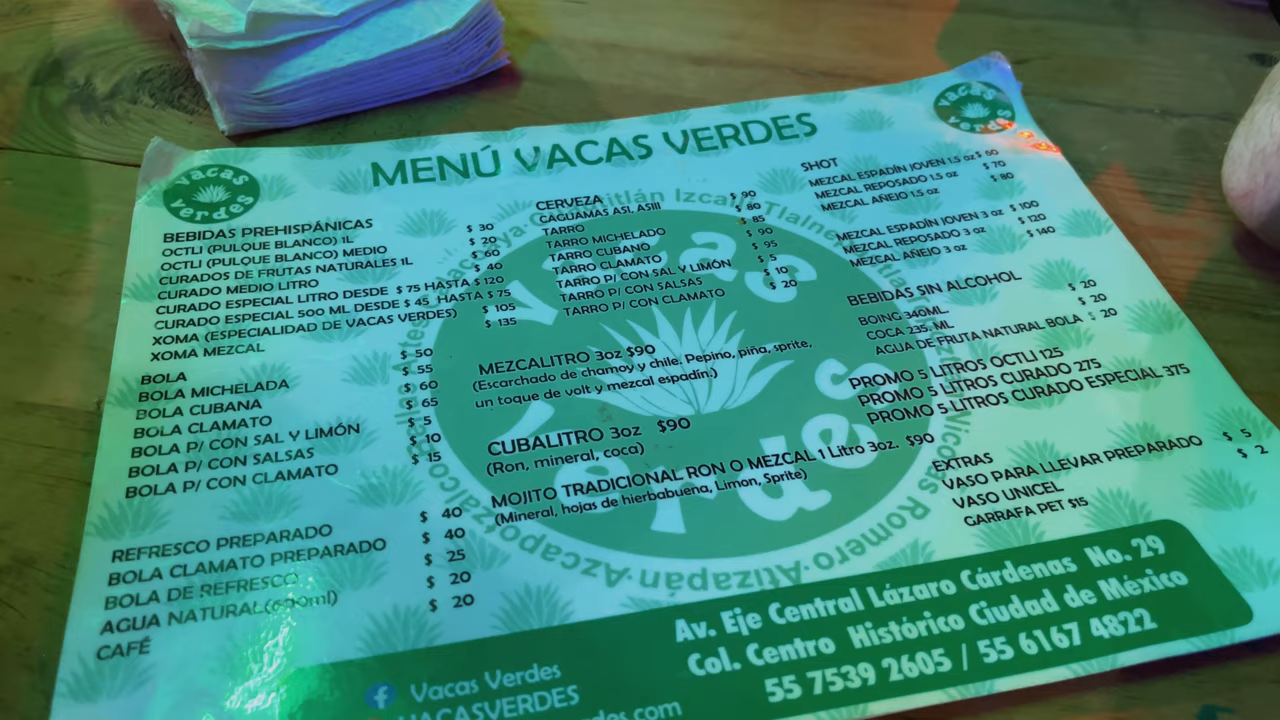 MENÚ VACAS VERDES
vacas
verdes
BEBIDAS PREHISPÁNICAS
OCTLI (PULQUE BLANCO) 1L $ 30
OCTLI (PULQUE BLANCO) MEDIO $ 20
CURADOS DE FRUTAS NATURALES 1L $ 60
CURADO MEDIO LITRO $ 40
CURADO ESPECIAL LITRO DESDE $ 75 HASTA $ 120
CURADO ESPECIAL 500 ML DESDE $ 45 HASTA $ 75
XOMA (ESPECIALIDAD DE VACAS VERDES) $ 105
XOMA MEZCAL $ 135
BOLA $ 50
BOLA MICHELADA $ 55
BOLA CUBANA $ 60
BOLA CLAMATO $ 65
BOLA P/ CON SAL Y LIMÓN $ 5
BOLA P/ CON SALSAS $ 10
BOLA P/ CON CLAMATO $ 15
REFRESCO PREPARADO $ 40
BOLA CLAMATO PREPARADO $ 40
BOLA DE REFRESCO $ 25
AGUA NATURAL (600ml) $ 20
CAFÉ $ 20
CERVEZA
CAGUAMAS ASI, ASIII $ 90
TARRO $ 80
TARRO MICHELADO $ 85
TARRO CUBANO $ 90
TARRO CLAMATO $ 95
TARRO P/ CON SAL Y LIMÓN $ 5
TARRO P/ CON SALSAS $ 10
TARRO P/ CON CLAMATO $ 20
MEZCALITRO 3oz $90
(Escarchado de chamoy y chile. Pepino, piña, sprite,
un toque de volt y mezcal espadín.)
CUBALITRO 3oz $90
(Ron, mineral, coca)
MOJITO TRADICIONAL RON O MEZCAL 1 Litro 3oz. $90
(Mineral, hojas de hierbabuena, Limon, Sprite)
vacas
verdes
Izcalli
Romero·Atizapán·Azcapotzalco
vacas
verdes
SHOT
MEZCAL ESPADÍN JOVEN 1.5 oz $ 60
MEZCAL REPOSADO 1.5 oz $ 70
MEZCAL AÑEJO 1.5 oz $ 80
MEZCAL ESPADÍN JOVEN 3 oz $ 100
MEZCAL REPOSADO 3 oz $ 120
MEZCAL AÑEJO 3 oz $ 140
BEBIDAS SIN ALCOHOL
BOING 340ML $ 20
COCA 235 ML $ 20
AGUA DE FRUTA NATURAL BOLA $ 20
PROMO 5 LITROS OCTLI 125
PROMO 5 LITROS CURADO 275
PROMO 5 LITROS CURADO ESPECIAL 375
EXTRAS
VASO PARA LLEVAR PREPARADO $ 5
VASO UNICEL $ 2
GARRAFA PET $15
Av. Eje Central Lázaro Cárdenas No. 29
Col. Centro Histórico Ciudad de México
55 7539 2605 / 55 6167 4822
Vacas Verdes
VACASVERDES